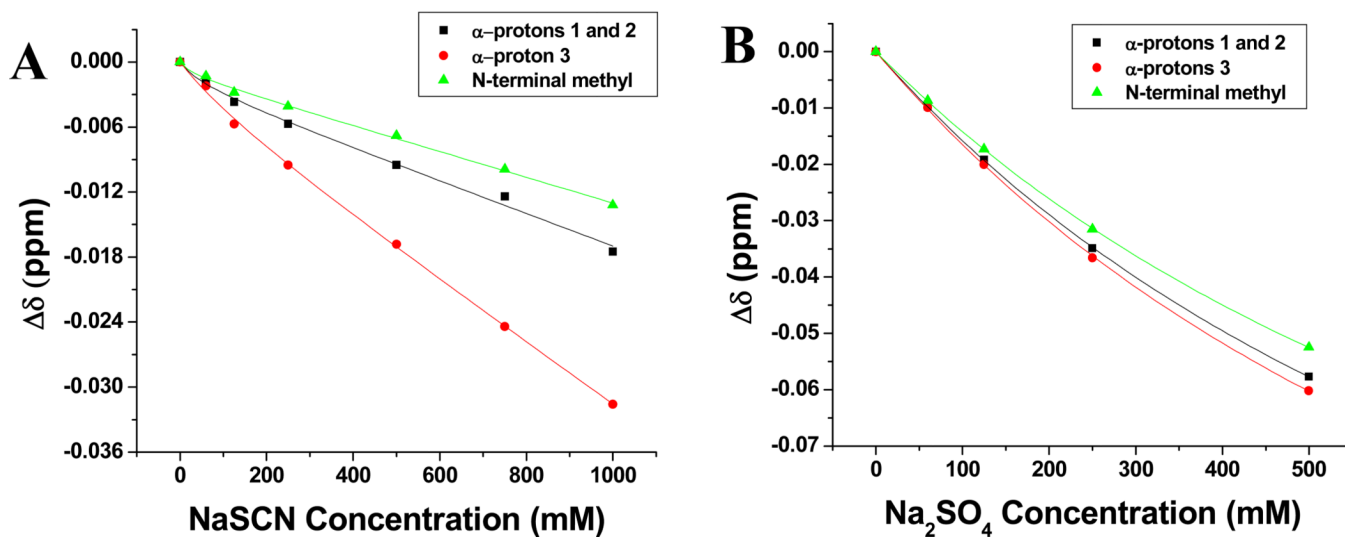 A
α−protons 1 and 2
α−proton 3
N-terminal methyl
0.000
-0.006
-0.012
-0.018
-0.024
-0.030
-0.036
Δδ (ppm)
0 200 400 600 800 1000
NaSCN Concentration (mM)
B
α-protons 1 and 2
α-protons 3
N-terminal methyl
0.00
-0.01
-0.02
-0.03
-0.04
-0.05
-0.06
-0.07
Δδ (ppm)
0 100 200 300 400 500
Na₂SO₄ Concentration (mM)